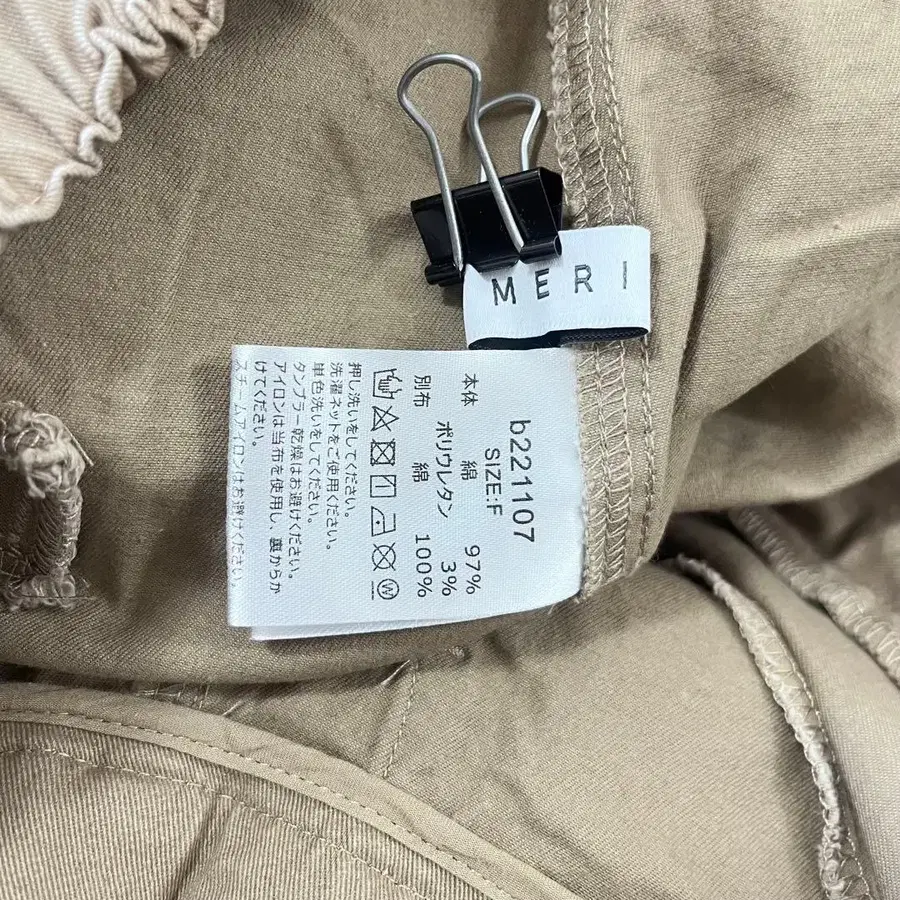 MERI
b221107
SIZE:F
本体 綿 97%
ポリウレタン 3%
別布 綿 100%
押し洗いをしてください。
洗濯ネットをご使用ください。
単色洗いをしてください。
タンブラー乾燥はお避けください。
アイロンは当布を使用し、裏からか
けてください。
スチームアイロンはお避けください。